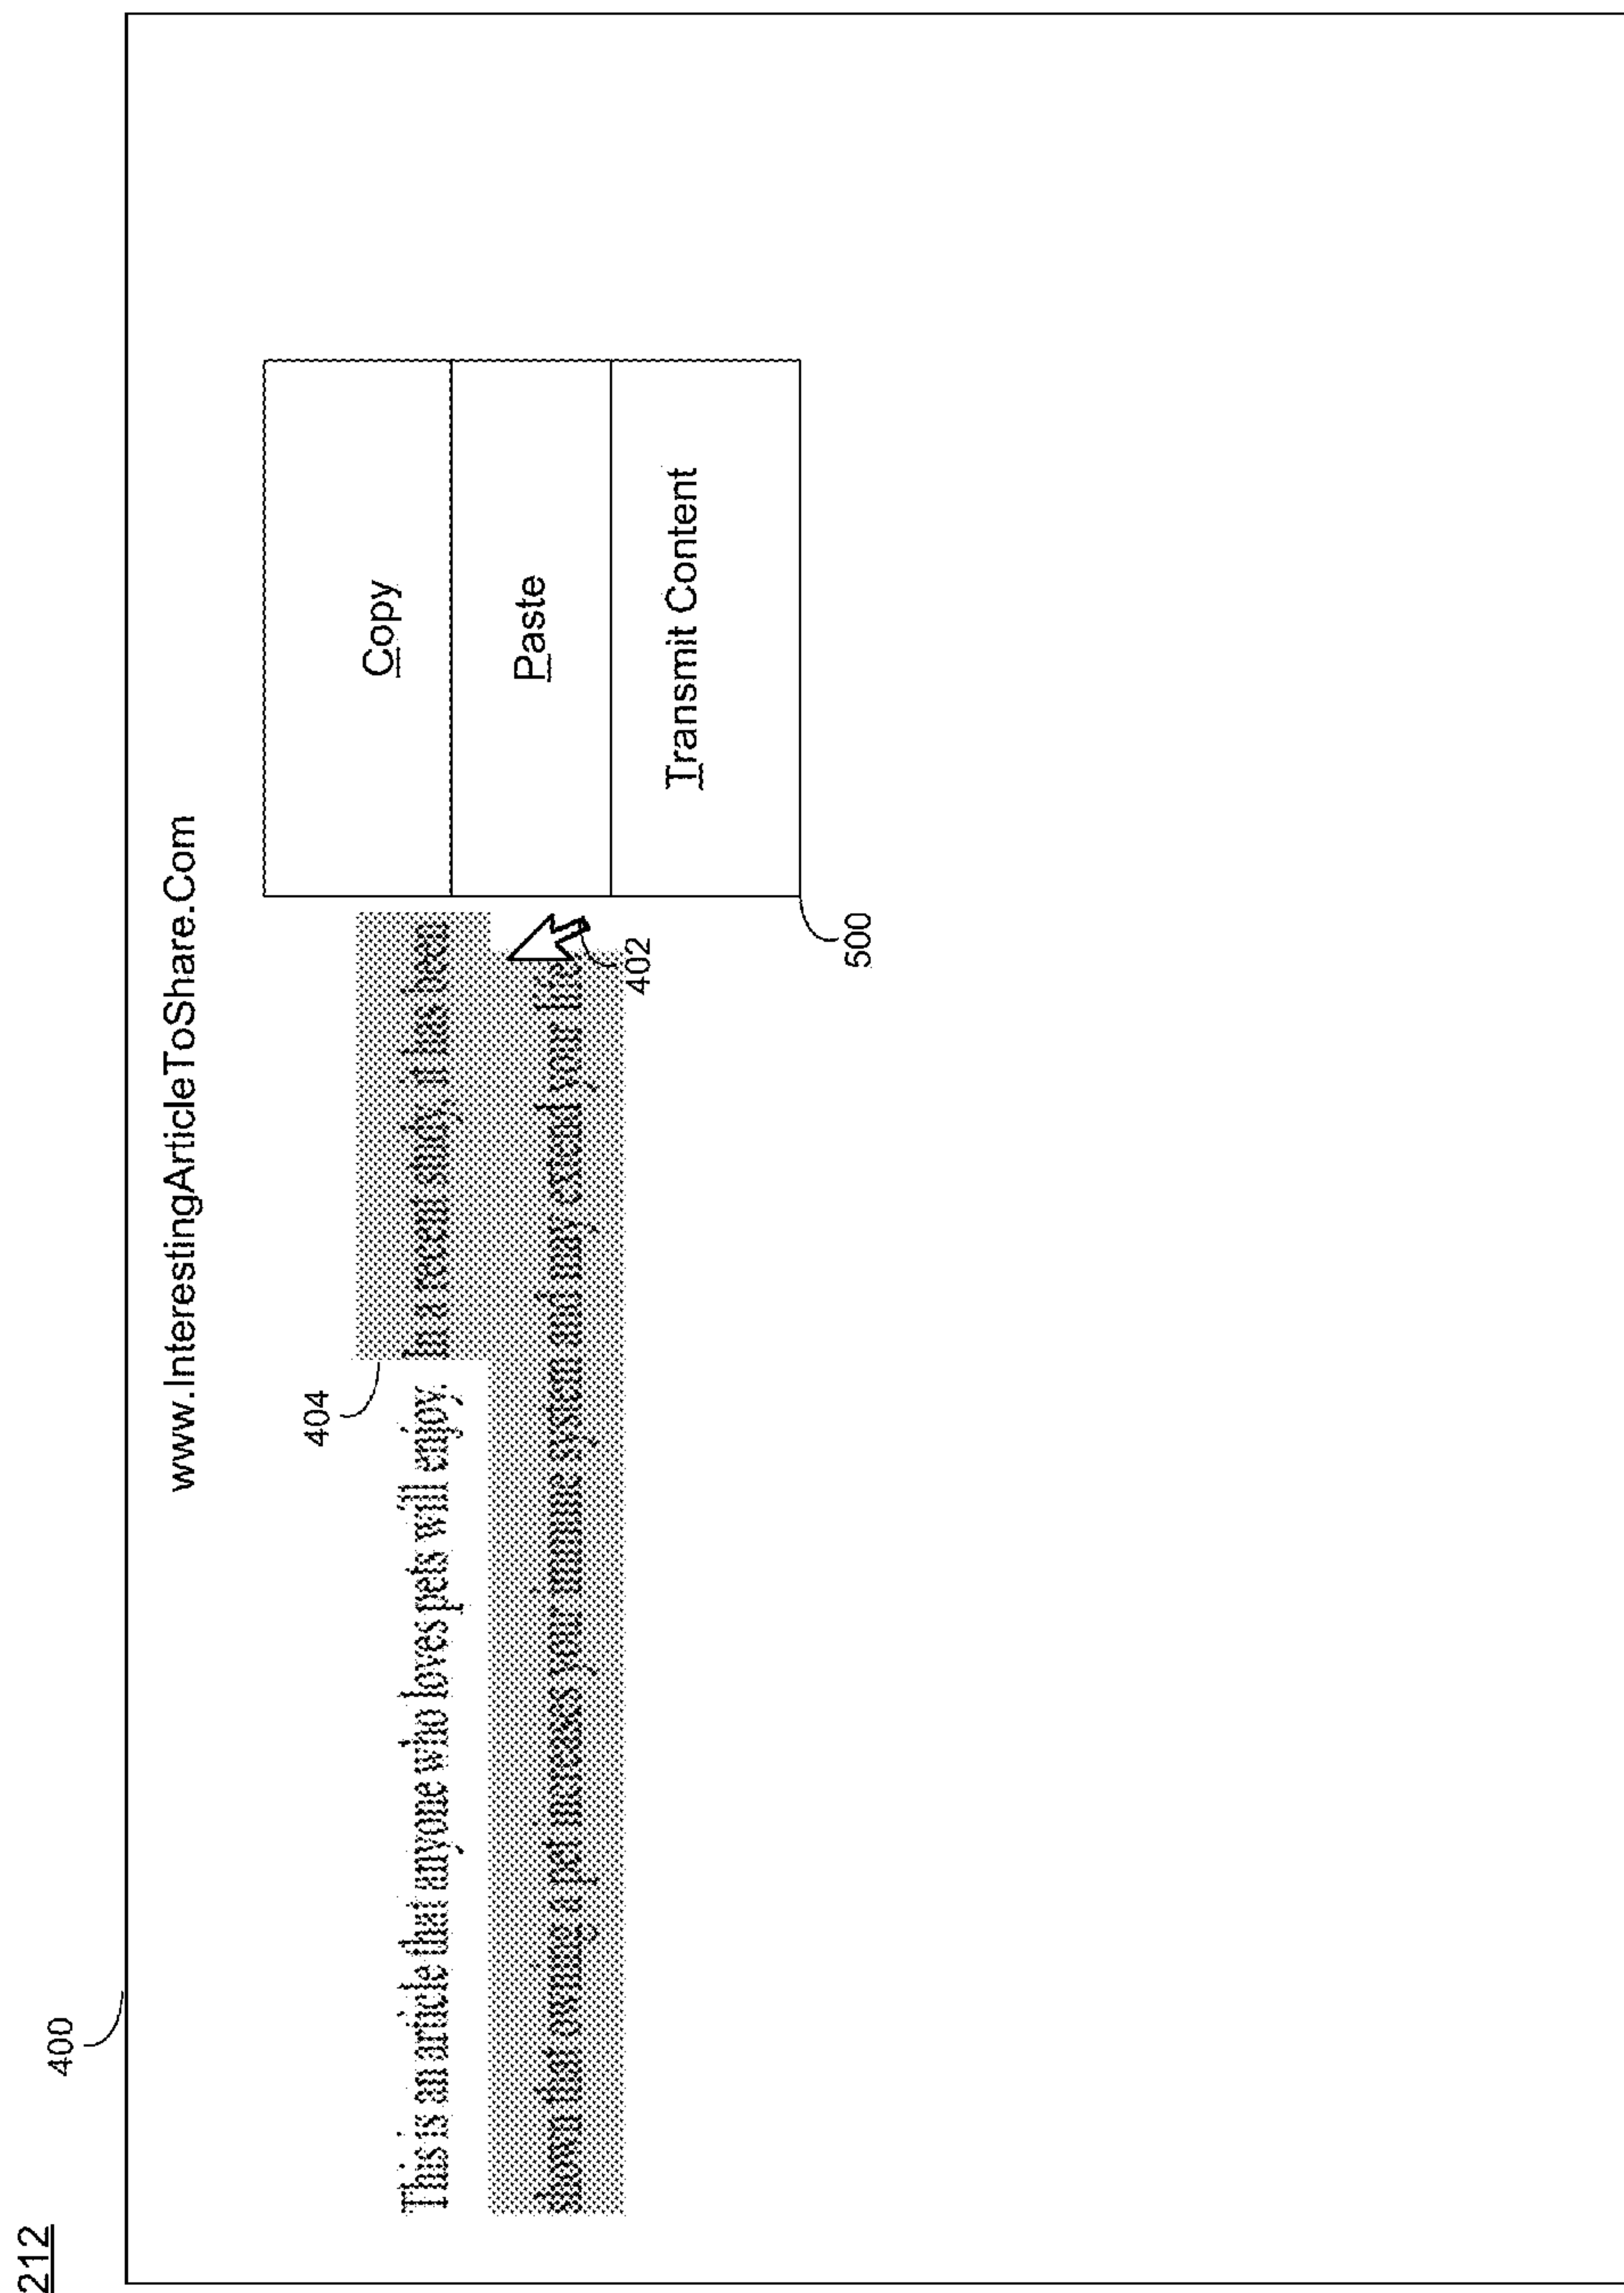 212
400
www.InterestingArticleToShare.Com
404
This is an article that anyone who loves pets will enjoy. In a recent study, it has been
shown that owning a pet increases your immune system and may extend your life.
402
Copy
Paste
Transmit Content
500